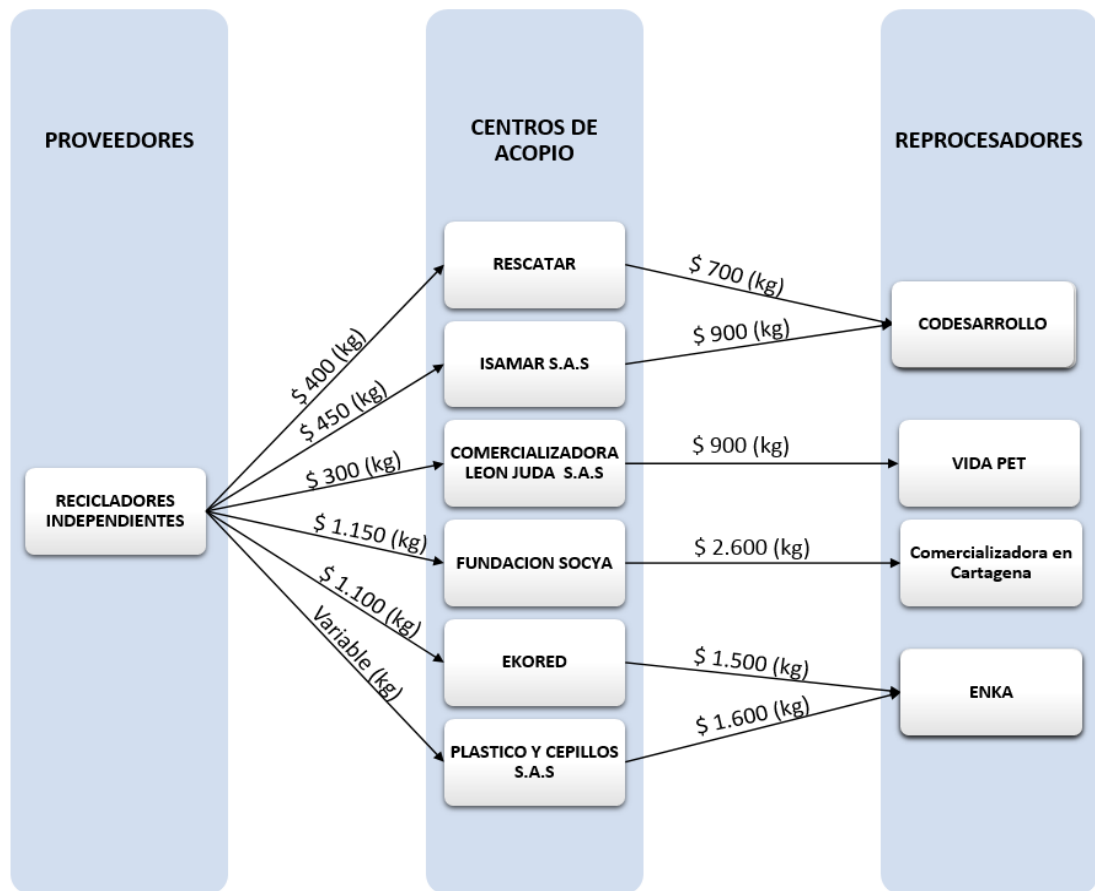 PROVEEDORES
CENTROS DE
ACOPIO
REPROCESADORES
RECICLADORES
INDEPENDIENTES
$ 400 (kg)
$ 450 (kg)
$ 300 (kg)
$ 1.150 (kg)
$ 1.100 (kg)
Variable (kg)
RESCATAR
ISAMAR S.A.S
COMERCIALIZADORA
LEON JUDA S.A.S
FUNDACION SOCYA
EKORED
PLASTICO Y CEPILLOS
S.A.S
$ 700 (kg)
$ 900 (kg)
$ 900 (kg)
$ 2.600 (kg)
$ 1.500 (kg)
$ 1.600 (kg)
CODESARROLLO
VIDA PET
Comercializadora en
Cartagena
ENKA